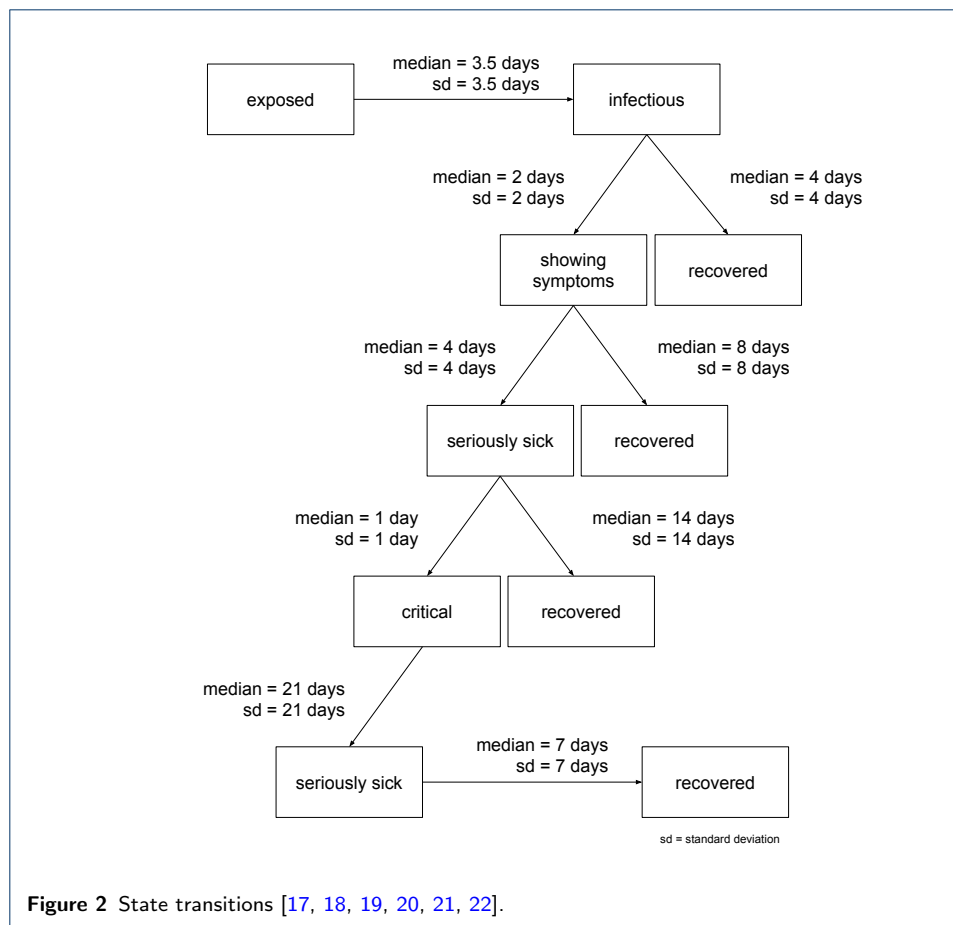 median = 3.5 days
sd = 3.5 days
exposed
infectious
median = 2 days
sd = 2 days
median = 4 days
sd = 4 days
showing
symptoms
recovered
median = 4 days
sd = 4 days
median = 8 days
sd = 8 days
seriously sick
recovered
median = 1 day
sd = 1 day
median = 14 days
sd = 14 days
critical
recovered
median = 21 days
sd = 21 days
median = 7 days
sd = 7 days
seriously sick
recovered
sd = standard deviation
Figure 2 State transitions [17, 18, 19, 20, 21, 22].